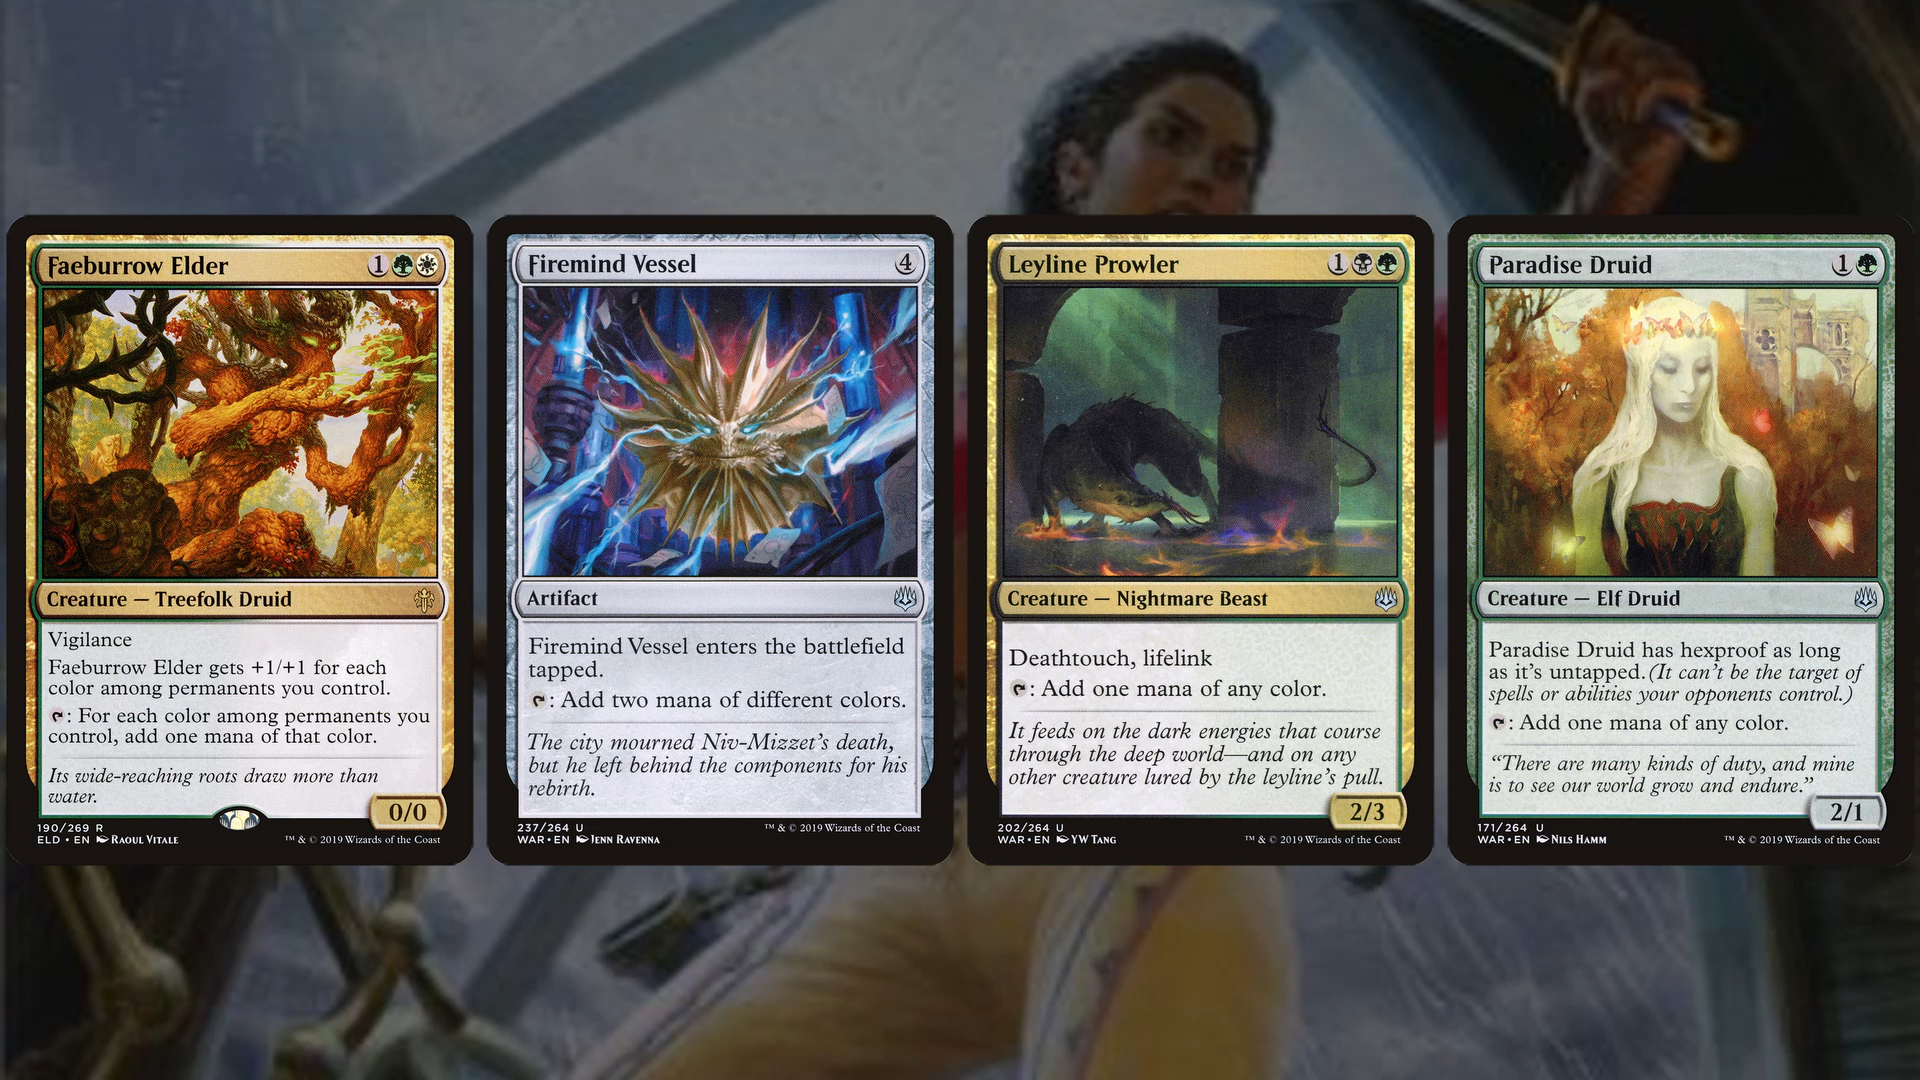 Faeburrow Elder
1
Creature — Treefolk Druid
Vigilance
Faeburrow Elder gets +1/+1 for each
color among permanents you control.
: For each color among permanents you
control, add one mana of that color.
Its wide-reaching roots draw more than
water.
0/0
190/269 R
ELD • EN Raoul Vitale
™ & © 2019 Wizards of the Coast
Firemind Vessel
4
Artifact
Firemind Vessel enters the battlefield
tapped.
: Add two mana of different colors.
The city mourned Niv-Mizzet's death,
but he left behind the components for his
rebirth.
237/264 U
WAR • EN Jenn Ravenna
™ & © 2019 Wizards of the Coast
Leyline Prowler
1
Creature — Nightmare Beast
Deathtouch, lifelink
: Add one mana of any color.
It feeds on the dark energies that course
through the deep world—and on any
other creature lured by the leyline's pull.
2/3
202/264 U
WAR • EN YW Tang
™ & © 2019 Wizards of the Coast
Paradise Druid
1
Creature — Elf Druid
Paradise Druid has hexproof as long
as it's untapped. (It can't be the target of
spells or abilities your opponents control.)
: Add one mana of any color.
“There are many kinds of duty, and mine
is to see our world grow and endure.”
2/1
171/264 U
WAR • EN Nils Hamm
™ & © 2019 Wizards of the Coast